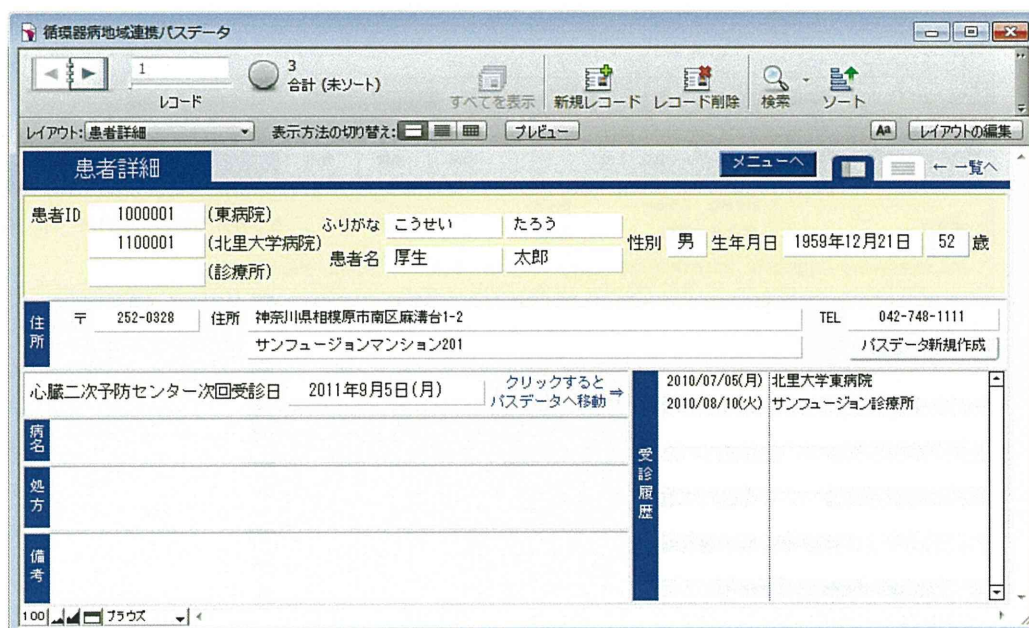 循環器病地域連携パスデータ
1
レコード
3
合計 (未ソート)
すべてを表示 新規レコード レコード削除 検索 ソート
レイアウト: 患者詳細 表示方法の切り替え: プレビュー Aa レイアウトの編集
患者詳細 メニューへ ← 一覧へ
患者ID 1000001 (東病院)
1100001 (北里大学病院)
(診療所)
ふりがな こうせい たろう
患者名 厚生 太郎
性別 男 生年月日 1959年12月21日 52 歳
住所
〒 252-0328 住所 神奈川県相模原市南区麻溝台1-2 TEL 042-748-1111
サンフュージョンマンション201 パスデータ新規作成
心臓二次予防センター次回受診日 2011年9月5日(月) クリックすると
パスデータへ移動 ⇒
病名
処方
備考
受診履歴
2010/07/05(月) 北里大学東病院
2010/08/10(火) サンフュージョン診療所
100 ブラウズ